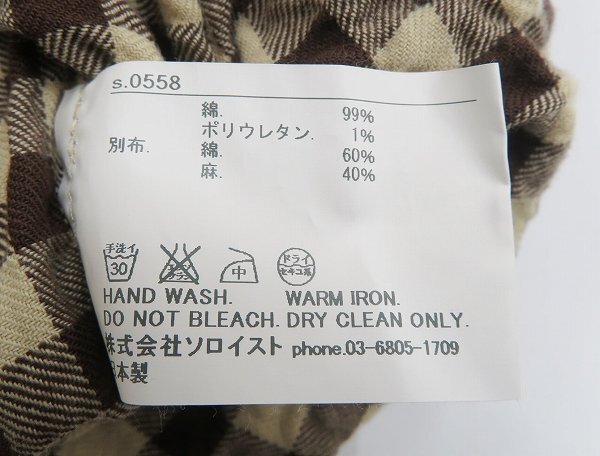 s.0558
綿. 99%
ポリウレタン. 1%
別布. 綿. 60%
麻. 40%
手洗イ 30 中 ドライ セキユ系
HAND WASH. WARM IRON.
DO NOT BLEACH. DRY CLEAN ONLY.
株式会社ソロイスト phone.03-6805-1709
日本製